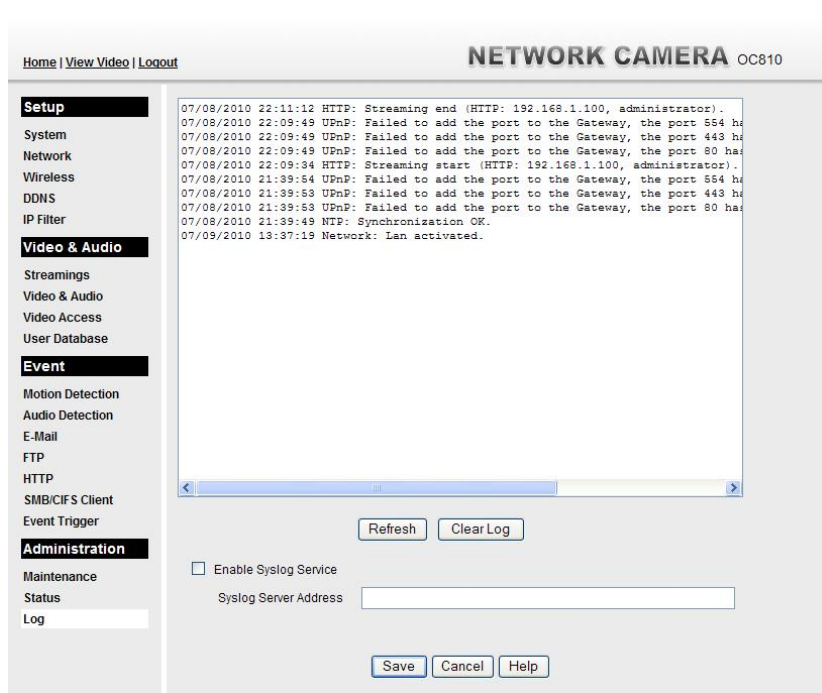 Home | View Video | Logout
NETWORK CAMERA OC810
Setup
System
Network
Wireless
DDNS
IP Filter
Video & Audio
Streamings
Video & Audio
Video Access
User Database
Event
Motion Detection
Audio Detection
E-Mail
FTP
HTTP
SMB/CIFS Client
Event Trigger
Administration
Maintenance
Status
Log
07/08/2010 22:11:12 HTTP: Streaming end (HTTP: 192.168.1.100, administrator).
07/08/2010 22:09:49 UPnP: Failed to add the port to the Gateway, the port 554 ha
07/08/2010 22:09:49 UPnP: Failed to add the port to the Gateway, the port 443 ha
07/08/2010 22:09:49 UPnP: Failed to add the port to the Gateway, the port 80 has
07/08/2010 22:09:34 HTTP: Streaming start (HTTP: 192.168.1.100, administrator).
07/08/2010 21:39:54 UPnP: Failed to add the port to the Gateway, the port 554 ha
07/08/2010 21:39:53 UPnP: Failed to add the port to the Gateway, the port 443 ha
07/08/2010 21:39:53 UPnP: Failed to add the port to the Gateway, the port 80 has
07/08/2010 21:39:49 NTP: Synchronization OK.
07/09/2010 13:37:19 Network: Lan activated.
Refresh Clear Log
Enable Syslog Service
Syslog Server Address
Save Cancel Help